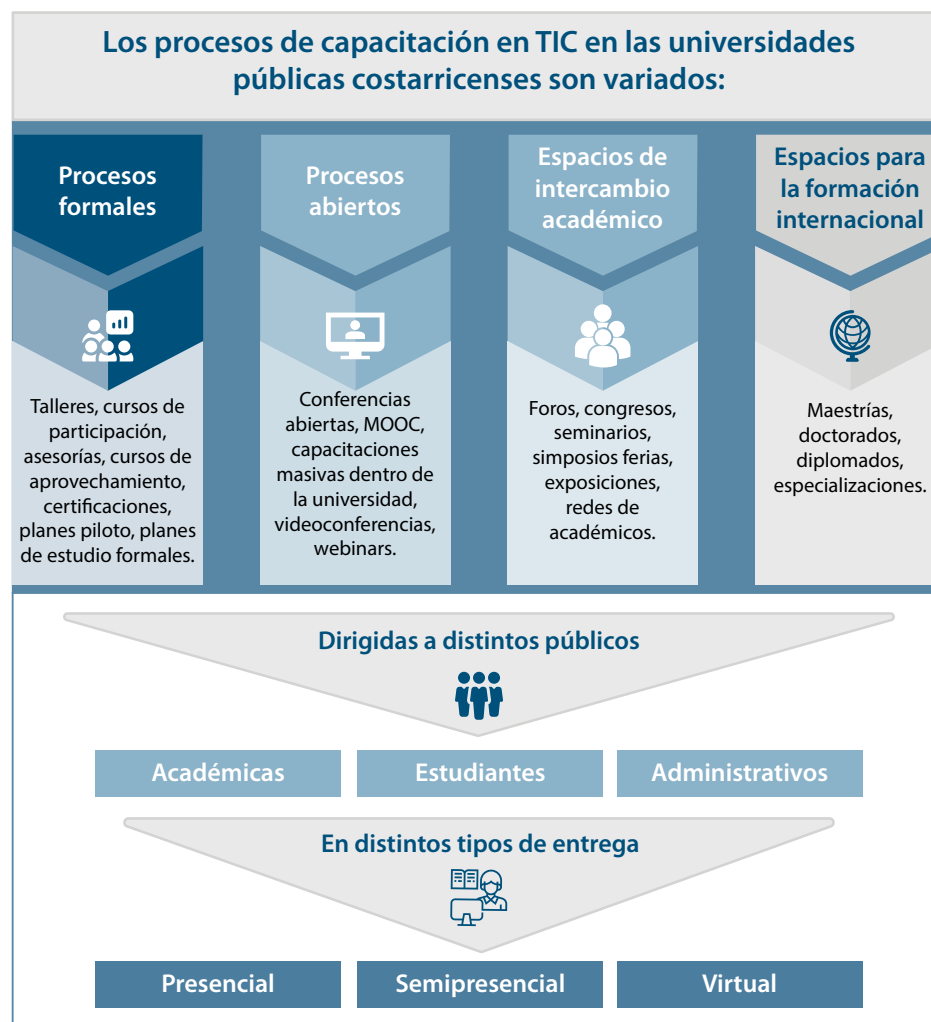 Los procesos de capacitación en TIC en las universidades
públicas costarricenses son variados:
Procesos
formales
Talleres, cursos de
participación,
asesorías, cursos de
aprovechamiento,
certificaciones,
planes piloto, planes
de estudio formales.
Procesos
abiertos
Conferencias
abiertas, MOOC,
capacitaciones
masivas dentro de
la universidad,
videoconferencias,
webinars.
Espacios de
intercambio
académico
Foros, congresos,
seminarios,
simposios ferias,
exposiciones,
redes de
académicos.
Espacios para
la formación
internacional
Maestrías,
doctorados,
diplomados,
especializaciones.
Dirigidas a distintos públicos
Académicas
Estudiantes
Administrativos
En distintos tipos de entrega
Presencial
Semipresencial
Virtual